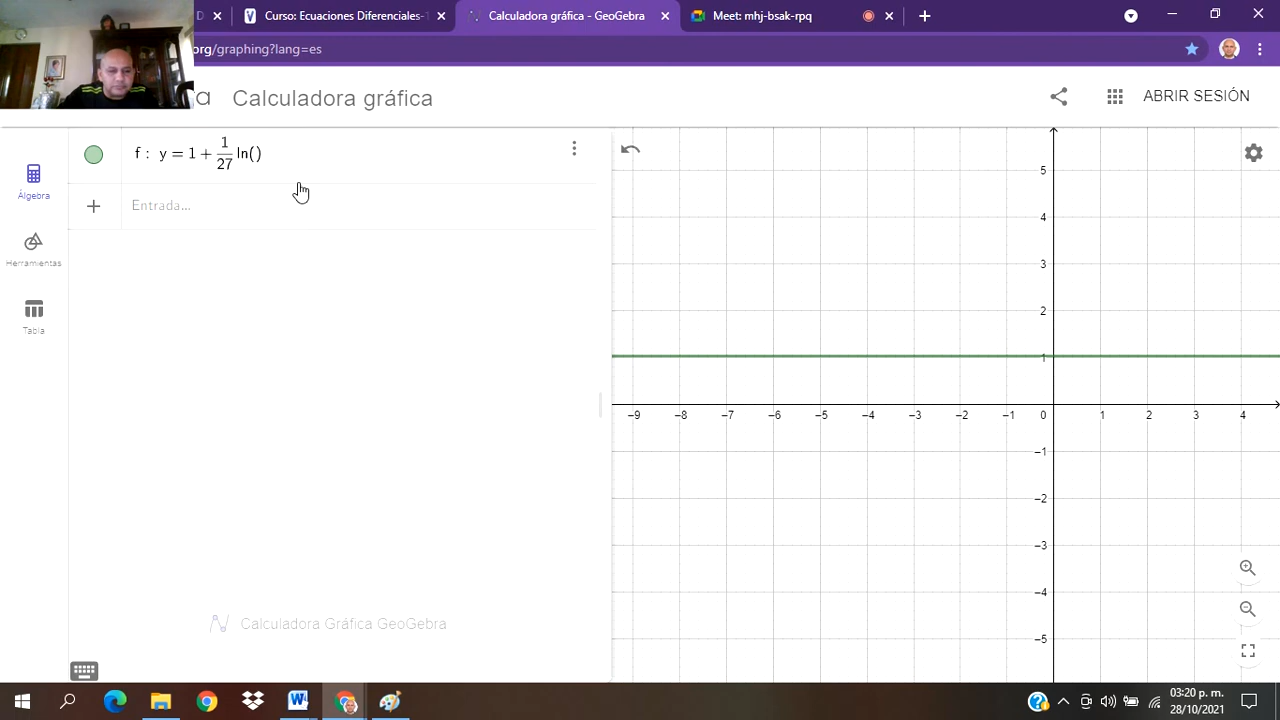 D
Curso: Ecuaciones Diferenciales-1
Calculadora gráfica - GeoGebra
Meet: mhj-bsak-rpq
org/graphing?lang=es
a
Calculadora gráfica
ABRIR SESIÓN
f : y = 1 + 1/27 ln()
Álgebra
Entrada...
Herramientas
Tabla
5
4
3
2
1
−9 −8 −7 −6 −5 −4 −3 −2 −1 0 1 2 3 4
−1
−2
−3
−4
−5
Calculadora Gráfica GeoGebra
03:20 p. m.
28/10/2021